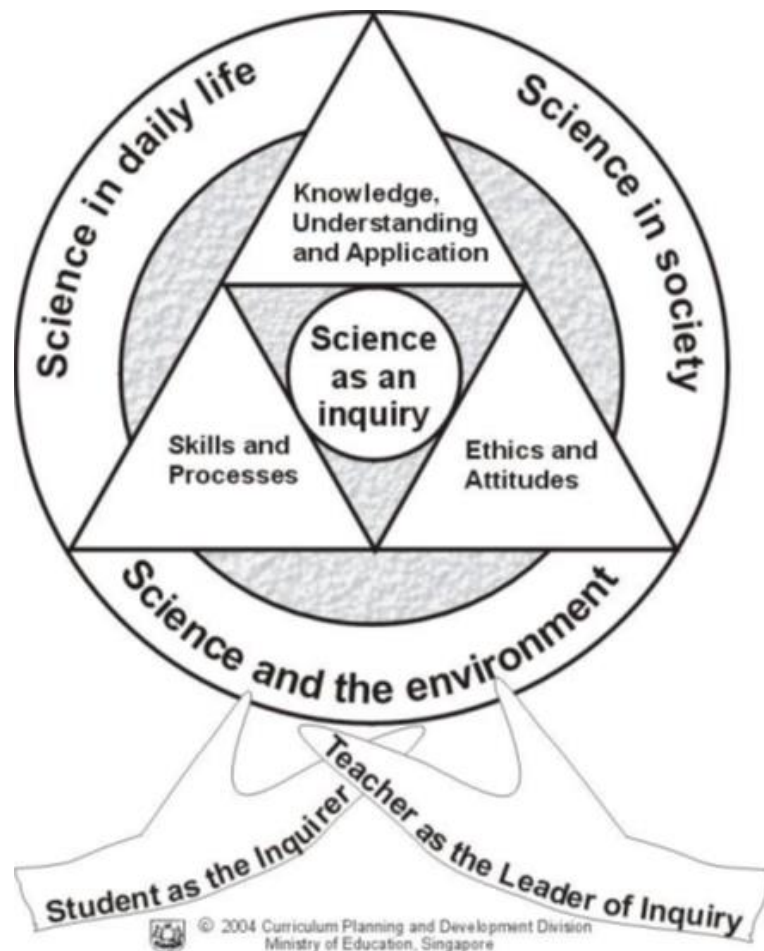 Science in daily life
Science in society
Knowledge,
Understanding
and Application
Science
as an
inquiry
Skills and
Processes
Ethics and
Attitudes
Science and the environment
Student as the Inquirer
Teacher as the Leader of Inquiry
© 2004 Curriculum Planning and Development Division
Ministry of Education, Singapore